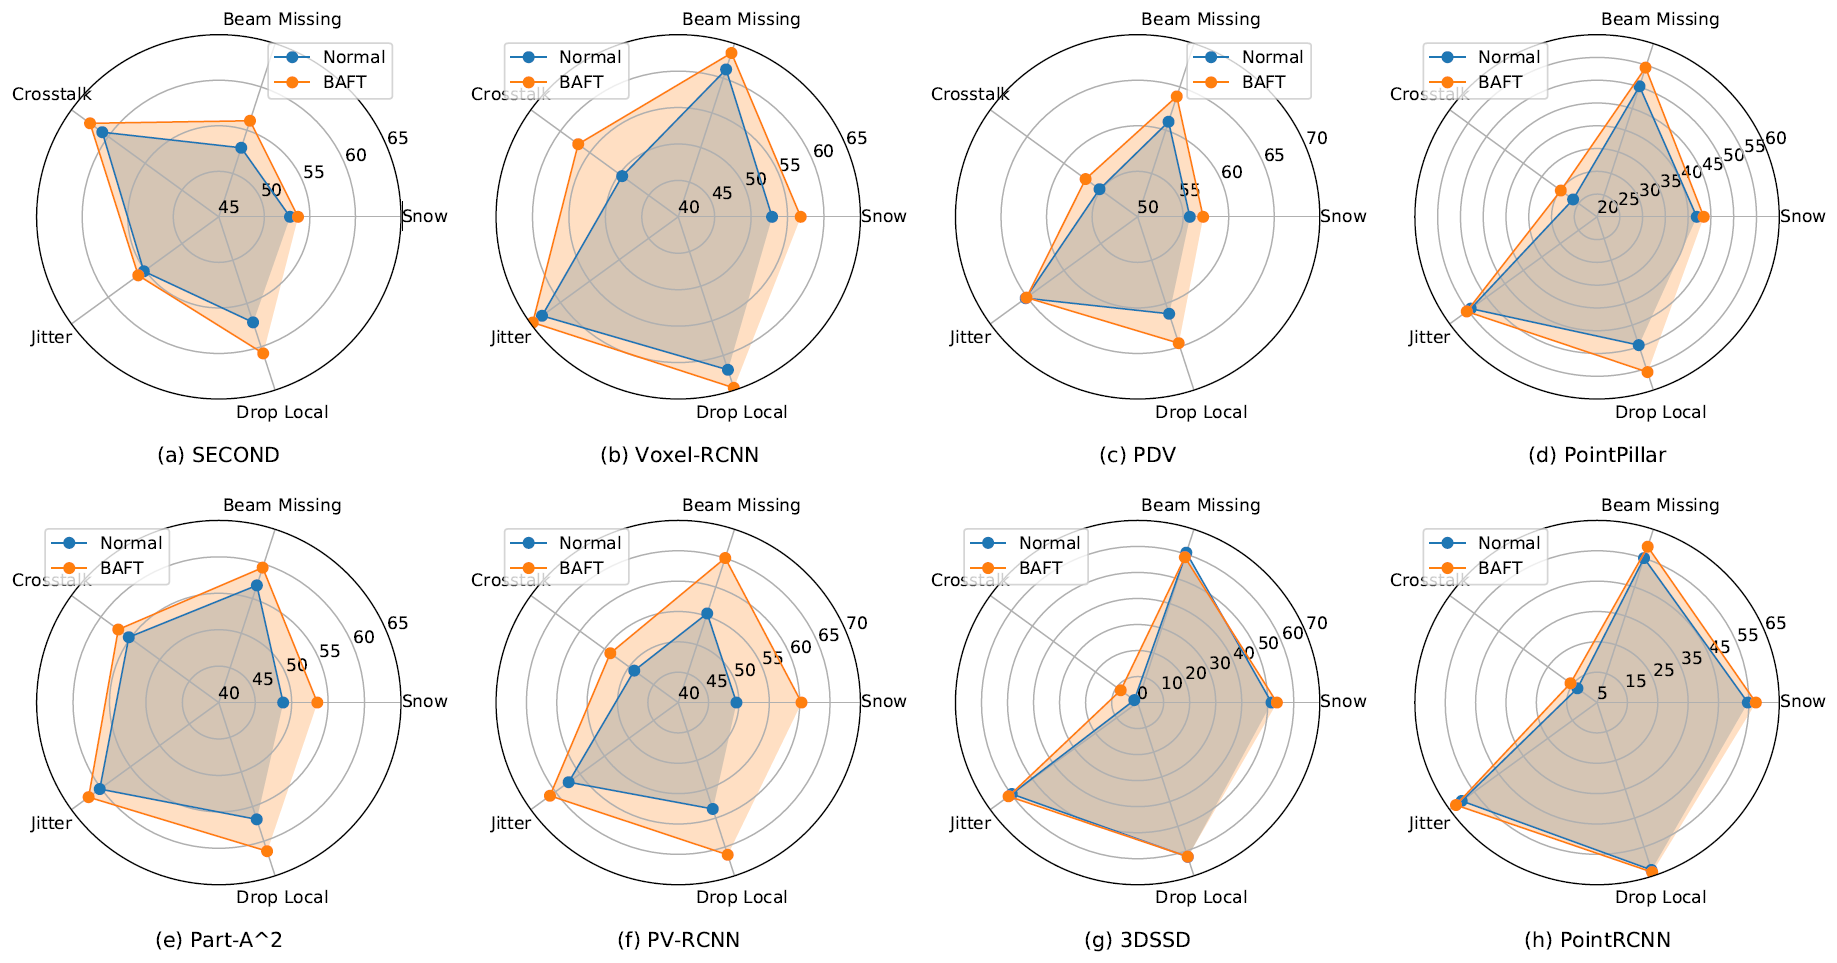 Beam Missing
Normal
BAFT
Crosstalk
65
60
55
50
45
Snow
Jitter
Drop Local
(a) SECOND
Beam Missing
Normal
BAFT
Crosstalk
65
60
55
50
45
40
Snow
Jitter
Drop Local
(b) Voxel-RCNN
Beam Missing
Normal
BAFT
Crosstalk
70
65
60
55
50
Snow
Jitter
Drop Local
(c) PDV
Beam Missing
Normal
BAFT
Crosstalk
60
55
50
45
40
35
30
25
20
Snow
Jitter
Drop Local
(d) PointPillar
Beam Missing
Normal
BAFT
Crosstalk
65
60
55
50
45
40
Snow
Jitter
Drop Local
(e) Part-A^2
Beam Missing
Normal
BAFT
Crosstalk
70
65
60
55
50
45
40
Snow
Jitter
Drop Local
(f) PV-RCNN
Beam Missing
Normal
BAFT
Crosstalk
70
60
50
40
30
20
10
0
Snow
Jitter
Drop Local
(g) 3DSSD
Beam Missing
Normal
BAFT
Crosstalk
65
55
45
35
25
15
5
Snow
Jitter
Drop Local
(h) PointRCNN